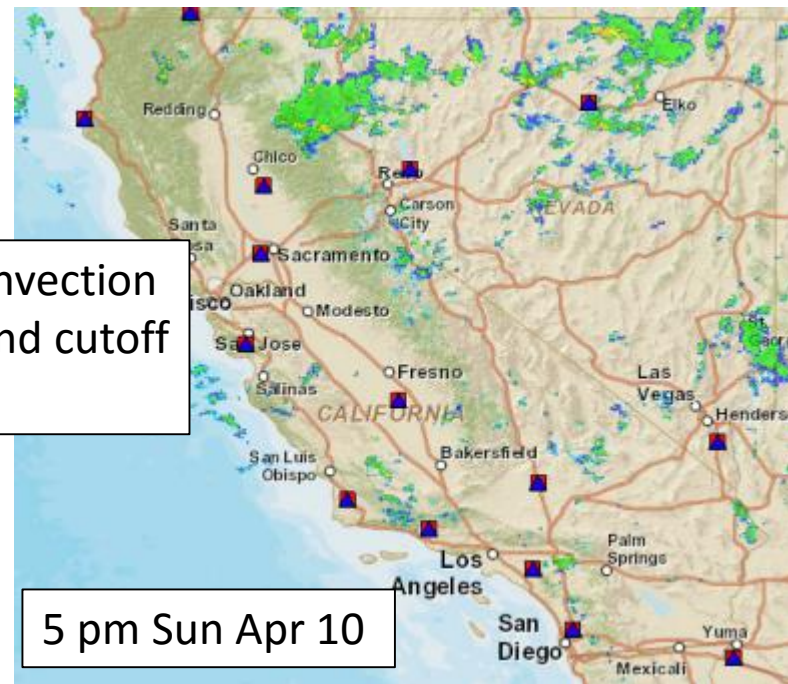 Redding
Elko
Chico
Reno
Carson
City
NEVADA
Santa
Sacramento
nvection
nd cutoff
Oakland
isco
Modesto
San Jose
Salinas
Fresno
CALIFORNIA
Las
Vegas
Henders
St
Georg
San Luis
Obispo
Bakersfield
Los
Angeles
Palm
Springs
5 pm Sun Apr 10
San
Diego
Yuma
Mexicali